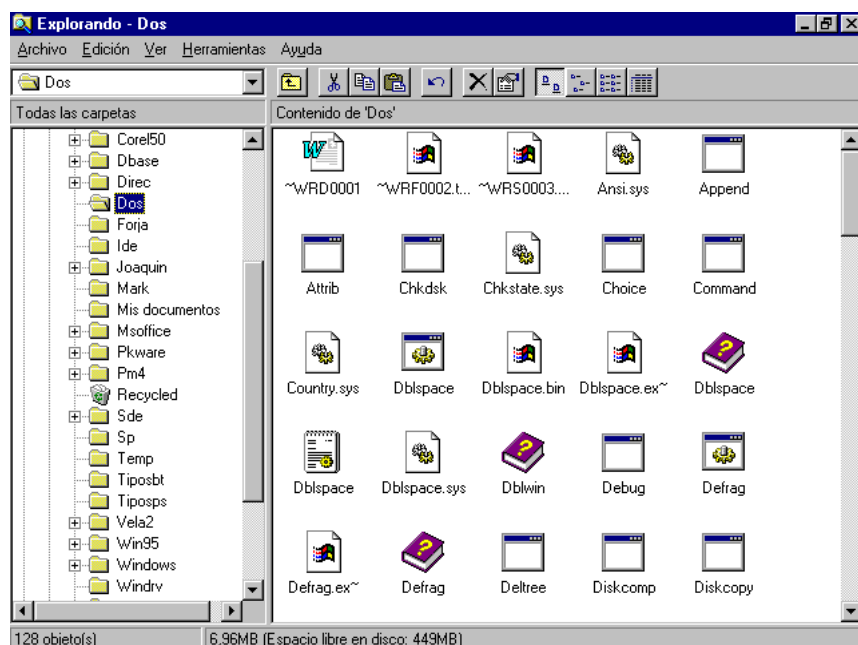 Explorando - Dos
Archivo Edición Ver Herramientas Ayuda
Dos
Todas las carpetas
Contenido de 'Dos'
Corel50
Dbase
Direc
Dos
Forja
Ide
Joaquin
Mark
Mis documentos
Msoffice
Pkware
Pm4
Recycled
Sde
Sp
Temp
Tiposbt
Tiposps
Vela2
Win95
Windows
Windrv
~WRD0001 ~WRF0002.t... ~WRS0003.... Ansi.sys Append
Attrib Chkdsk Chkstate.sys Choice Command
Country.sys Dblspace Dblspace.bin Dblspace.ex~ Dblspace
Dblspace Dblspace.sys Dblwin Debug Defrag
Defrag.ex~ Defrag Deltree Diskcomp Diskcopy
128 objeto(s) 6,96MB (Espacio libre en disco: 449MB)